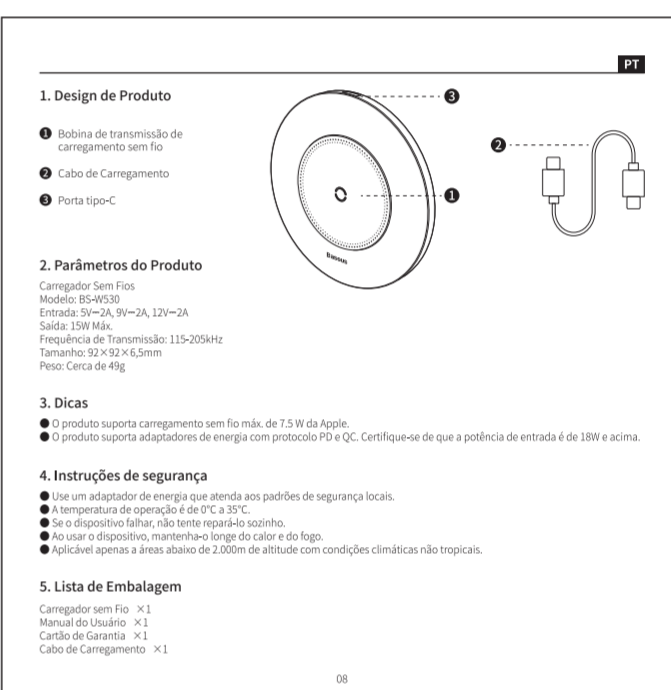 PT
1. Design de Produto
❶ Bobina de transmissão de
carregamento sem fio
❷ Cabo de Carregamento
❸ Porta tipo-C
❸
❷
❶
Baseus
2. Parâmetros do Produto
Carregador Sem Fios
Modelo: BS-W530
Entrada: 5V⎓2A, 9V⎓2A, 12V⎓2A
Saída: 15W Máx.
Frequência de Transmissão: 115-205kHz
Tamanho: 92×92×6,5mm
Peso: Cerca de 49g
3. Dicas
● O produto suporta carregamento sem fio máx. de 7.5 W da Apple.
● O produto suporta adaptadores de energia com protocolo PD e QC. Certifique-se de que a potência de entrada é de 18W e acima.
4. Instruções de segurança
● Use um adaptador de energia que atenda aos padrões de segurança locais.
● A temperatura de operação é de 0°C a 35°C.
● Se o dispositivo falhar, não tente repará-lo sozinho.
● Ao usar o dispositivo, mantenha-o longe do calor e do fogo.
● Aplicável apenas a áreas abaixo de 2.000m de altitude com condições climáticas não tropicais.
5. Lista de Embalagem
Carregador sem Fio ×1
Manual do Usuário ×1
Cartão de Garantia ×1
Cabo de Carregamento ×1
08